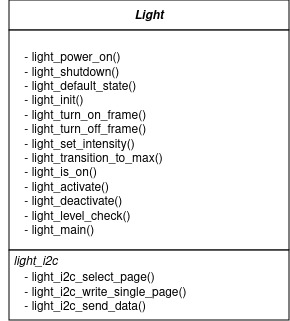 Light
- light_power_on()
- light_shutdown()
- light_default_state()
- light_init()
- light_turn_on_frame()
- light_turn_off_frame()
- light_set_intensity()
- light_transition_to_max()
- light_is_on()
- light_activate()
- light_deactivate()
- light_level_check()
- light_main()
light_i2c
- light_i2c_select_page()
- light_i2c_write_single_page()
- light_i2c_send_data()